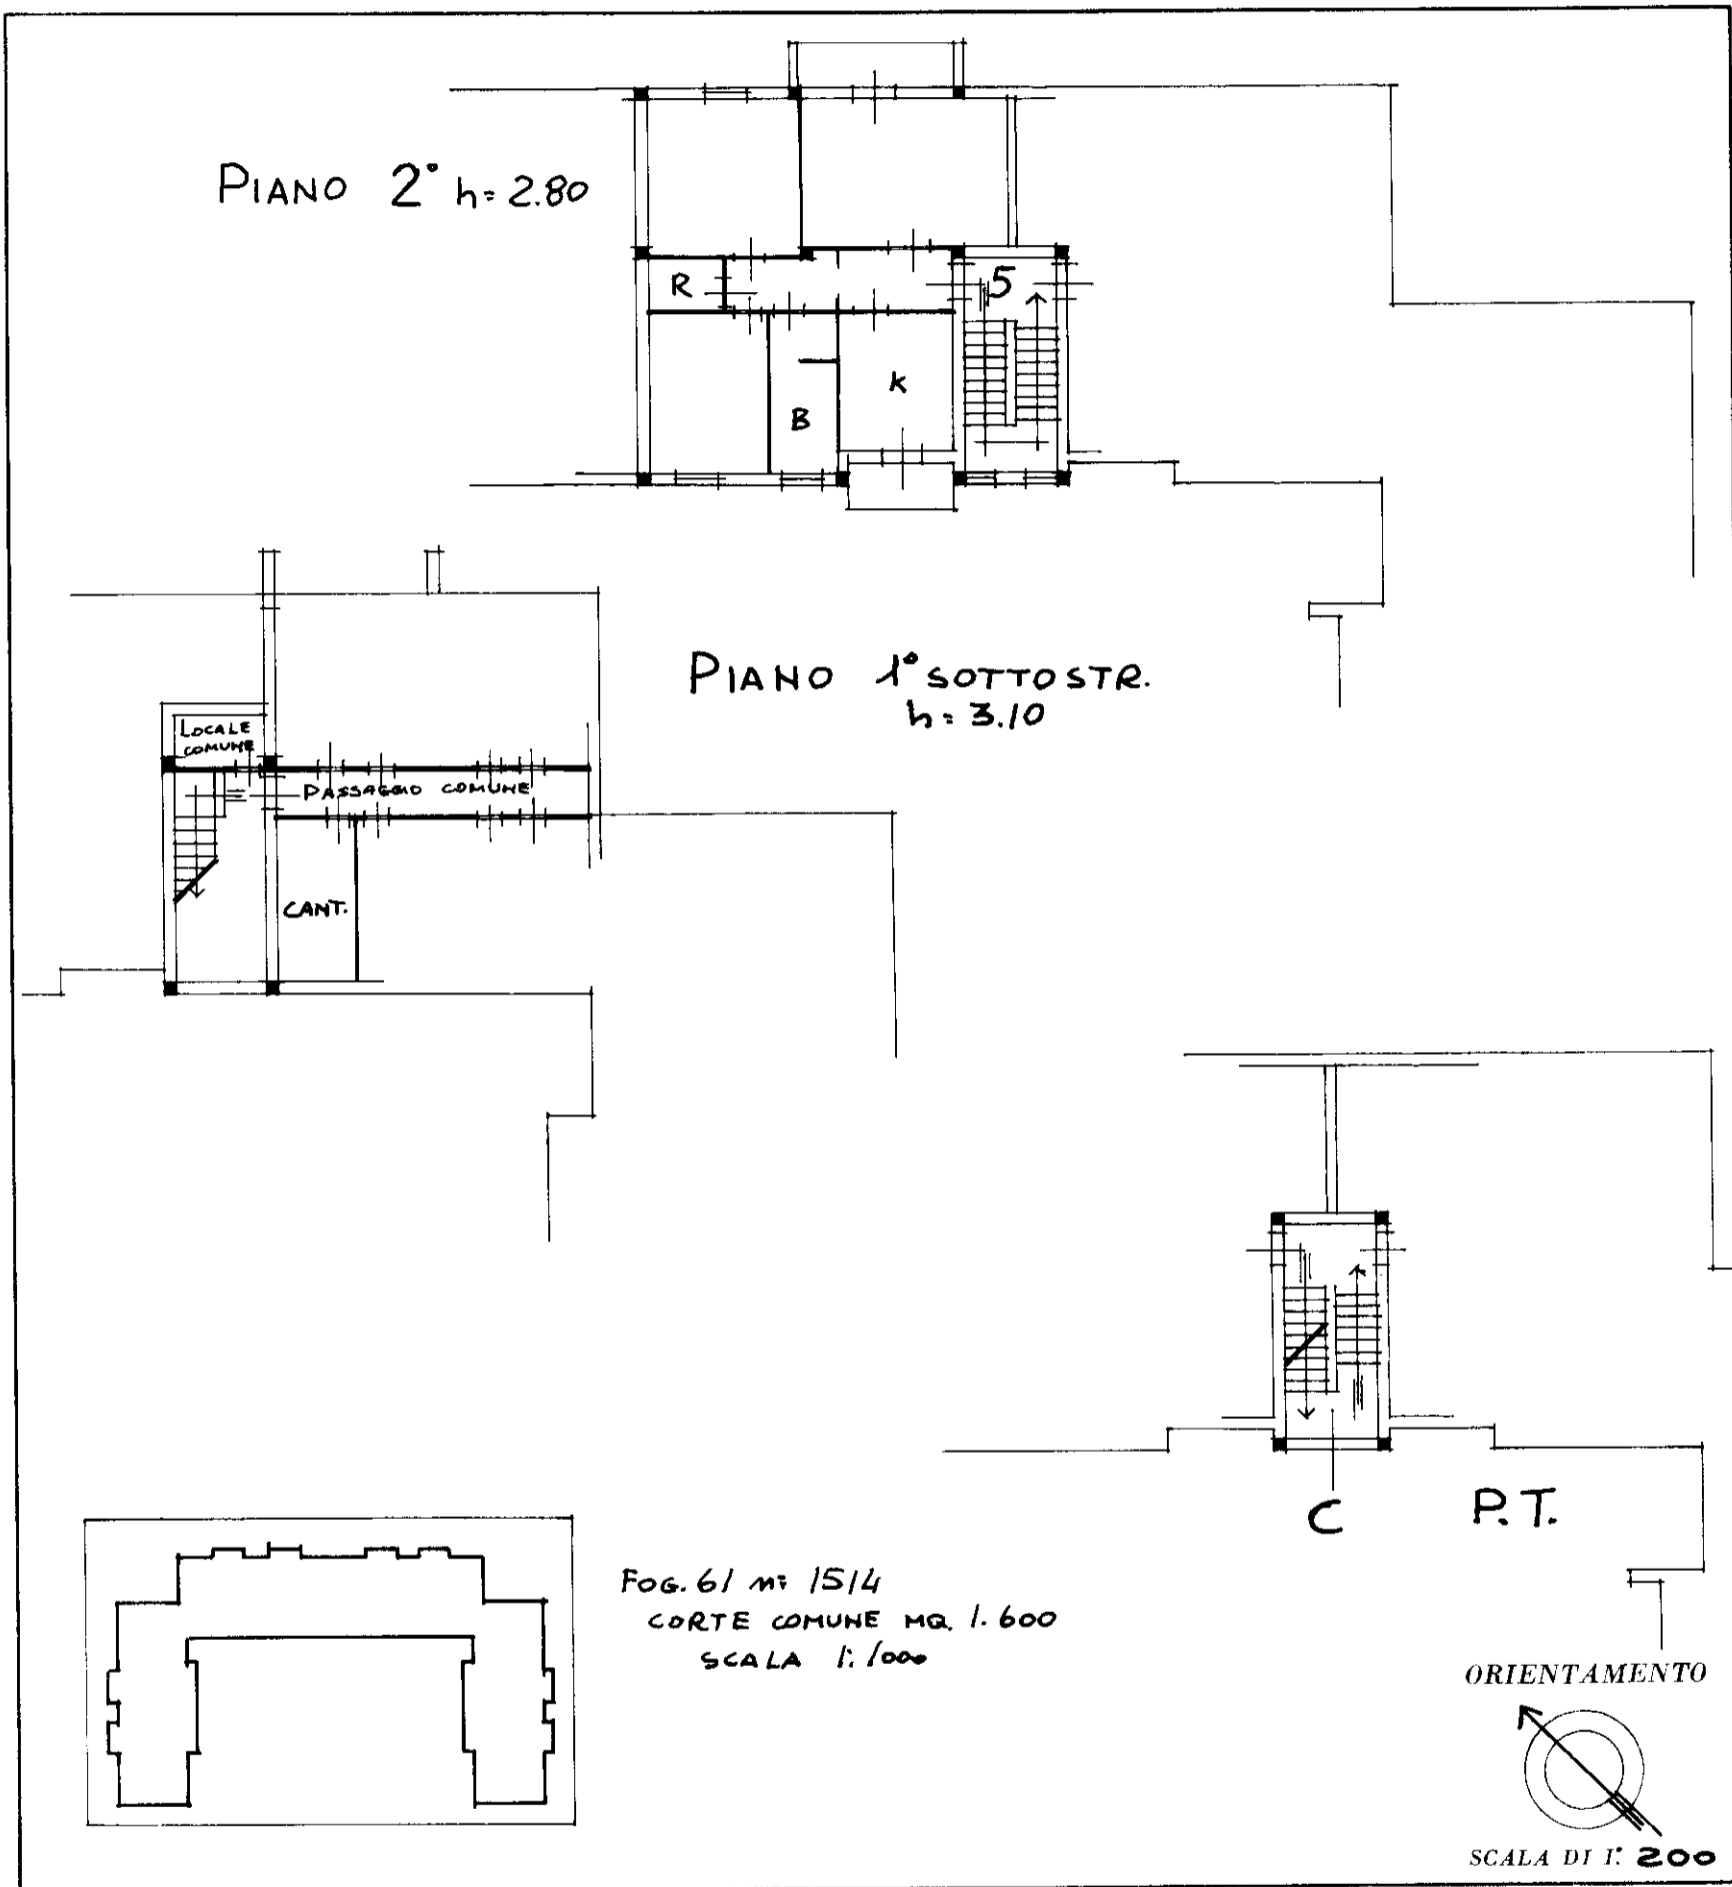 PIANO 2° h=2.80
R
5
K
B
PIANO 1° SOTTOSTR.
h=3.10
LOCALE
COMUNE
PASSAGGIO COMUNE
CANT.
C
P.T.
FOG. 61 m: 1514
CORTE COMUNE MQ. 1.600
SCALA 1:1000
ORIENTAMENTO
SCALA DI 1: 200